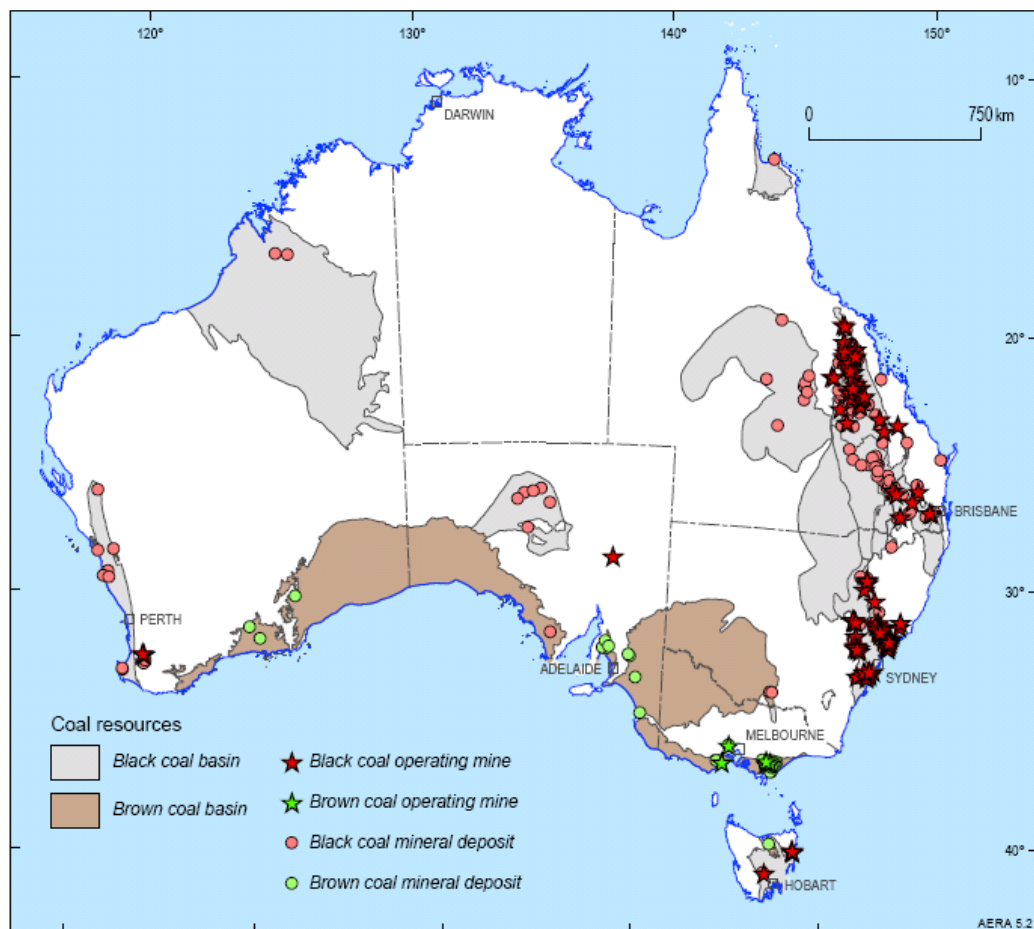 120°
130°
140°
150°
10°
DARWIN
0
750 km
20°
BRISBANE
30°
PERTH
ADELAIDE
SYDNEY
MELBOURNE
Coal resources
Black coal basin
Brown coal basin
Black coal operating mine
Brown coal operating mine
Black coal mineral deposit
Brown coal mineral deposit
40°
HOBART
AERA 5.2